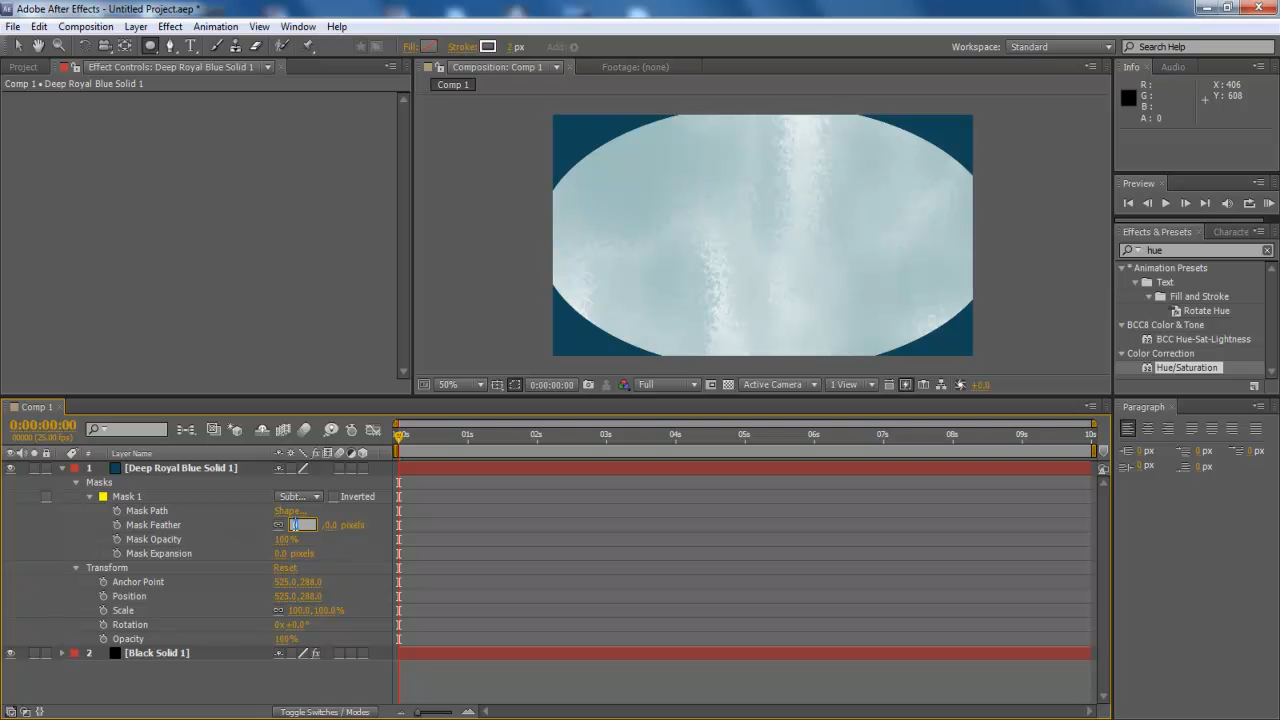 Adobe After Effects - Untitled Project.aep *
File Edit Composition Layer Effect Animation View Window Help
Fill: Stroke: 2 px Add: Workspace: Standard Search Help
Project Effect Controls: Deep Royal Blue Solid 1 Composition: Comp 1 Footage: (none) Info Audio
Comp 1 • Deep Royal Blue Solid 1 Comp 1
R: X: 406
G: Y: 608
B:
A: 0
Preview
Effects & Presets Characte
hue
* Animation Presets
Text
Fill and Stroke
Rotate Hue
BCC8 Color & Tone
BCC Hue-Sat-Lightness
Color Correction
Hue/Saturation
50% 0:00:00:00 Full Active Camera 1 View +0.0
Comp 1 Paragraph
0:00:00:00
00000 (25.00 fps)
01s 02s 03s 04s 05s 06s 07s 08s 09s 10s
# Layer Name
1 [Deep Royal Blue Solid 1]
Masks
Mask 1 Subt... Inverted
Mask Path Shape...
Mask Feather ,0.0 pixels
Mask Opacity 100%
Mask Expansion 0.0 pixels
Transform Reset
Anchor Point 525.0,288.0
Position 525.0,288.0
Scale 100.0,100.0%
Rotation 0x+0.0°
Opacity 100%
2 [Black Solid 1]
0 px 0 px 0 px
0 px 0 px
Toggle Switches / Modes